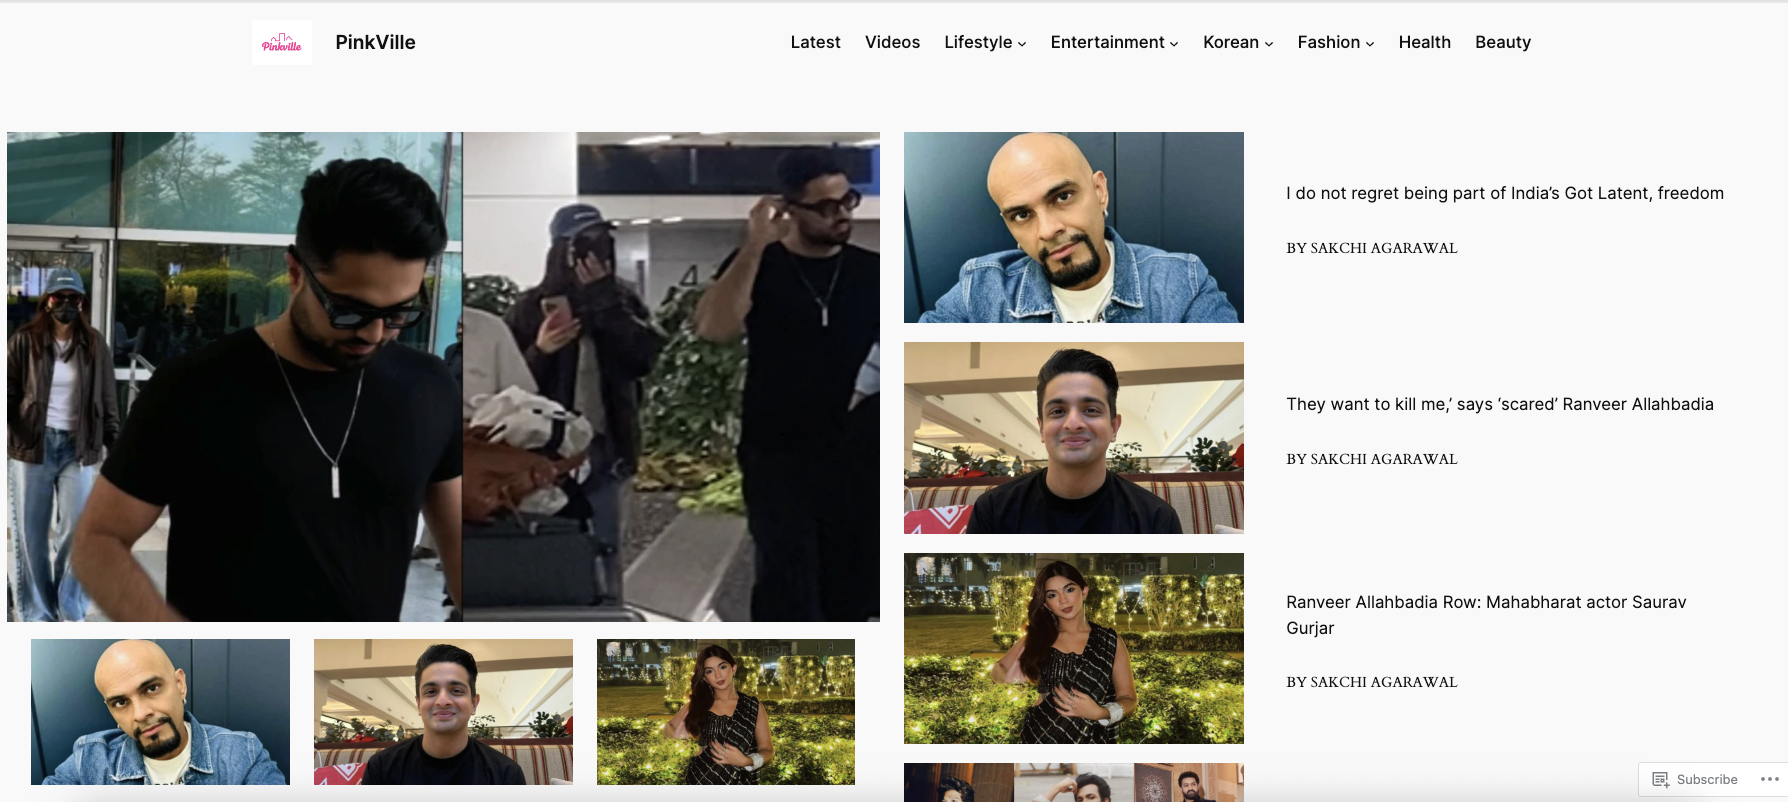 Pinkville
PinkVille
Latest
Videos
Lifestyle
Entertainment
Korean
Fashion
Health
Beauty
4
I do not regret being part of India’s Got Latent, freedom
BY SAKCHI AGARAWAL
They want to kill me,’ says ‘scared’ Ranveer Allahbadia
BY SAKCHI AGARAWAL
Ranveer Allahbadia Row: Mahabharat actor Saurav
Gurjar
BY SAKCHI AGARAWAL
Subscribe